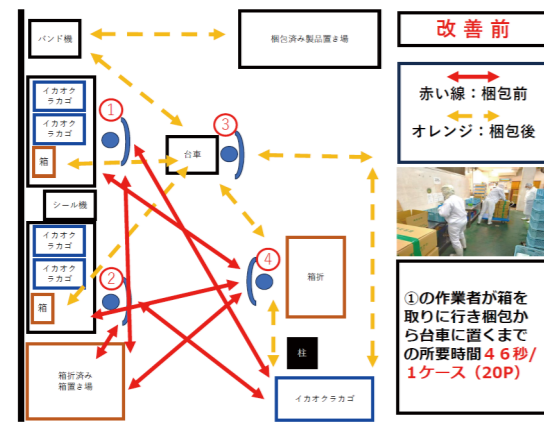 バンド機
梱包済み製品置き場
改善前
赤い線：梱包前
オレンジ：梱包後
イカオク
ラカゴ
イカオク
ラカゴ
箱
①
③
台車
シール機
イカオク
ラカゴ
イカオク
ラカゴ
箱
②
④
箱折
柱
箱折済み
箱置き場
イカオクラカゴ
①の作業者が箱を
取りに行き梱包か
ら台車に置くまで
の所要時間４６秒/
１ケース（20P）